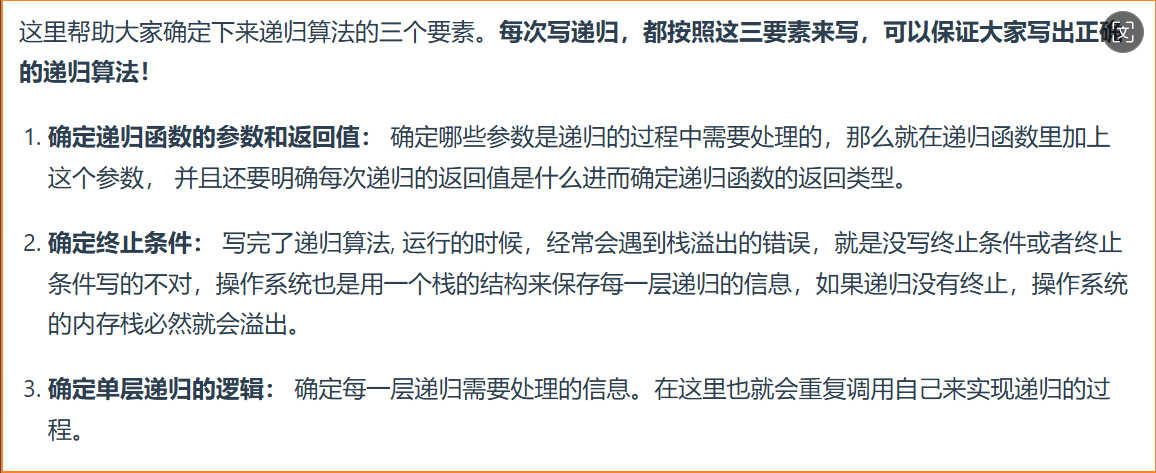 这里帮助大家确定下来递归算法的三个要素。每次写递归，都按照这三要素来写，可以保证大家写出正确
的递归算法！
1. 确定递归函数的参数和返回值： 确定哪些参数是递归的过程中需要处理的，那么就在递归函数里加上
这个参数， 并且还要明确每次递归的返回值是什么进而确定递归函数的返回类型。
2. 确定终止条件： 写完了递归算法, 运行的时候，经常会遇到栈溢出的错误，就是没写终止条件或者终止
条件写的不对，操作系统也是用一个栈的结构来保存每一层递归的信息，如果递归没有终止，操作系统
的内存栈必然就会溢出。
3. 确定单层递归的逻辑： 确定每一层递归需要处理的信息。在这里也就会重复调用自己来实现递归的过
程。